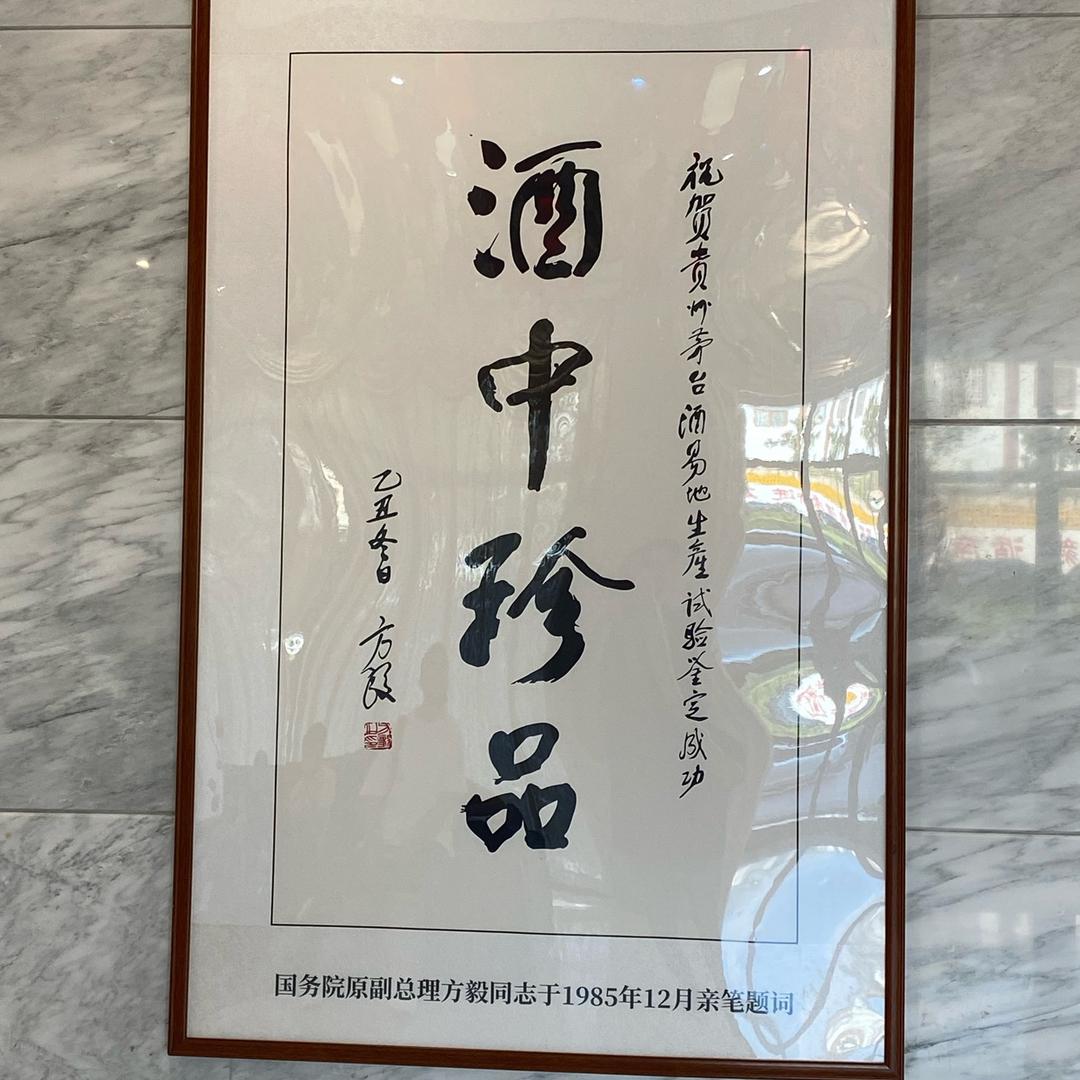 祝贺贵州茅台酒易地生産试验鉴定成功
酒中珍品
乙丑冬日 方毅
国务院原副总理方毅同志于1985年12月亲笔题词